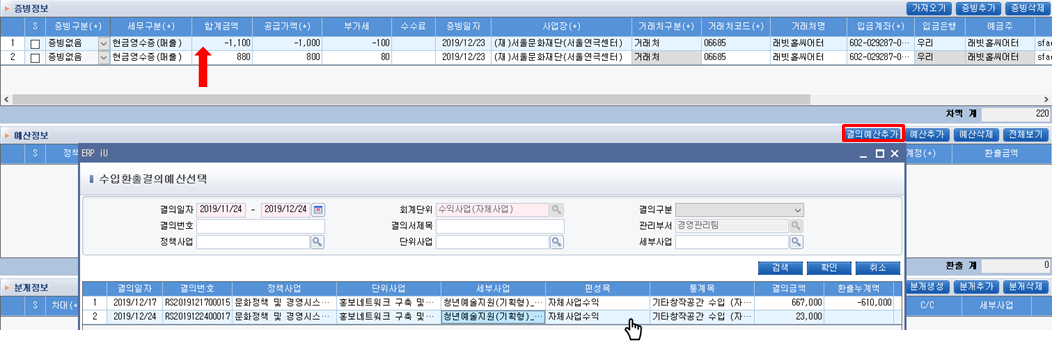 증빙정보 가져오기 증빙추가 증빙삭제
S 증빙구분(*) 세무구분(*) 합계금액 공급가액(*) 부가세 수수료 증빙일자 사업장(*) 거래처구분(*) 거래처코드(*) 거래처명 입금계좌(*) 입금은행 예금주
1 증빙없음 현금영수증(매출) -1,100 -1,000 -100 2019/12/23 (재)서울문화재단(서울연극센터) 거래처 06685 래빗홀씨어터 602-029287-0··· 우리 래빗홀씨어터 sfac
2 증빙없음 현금영수증(매출) 880 800 80 2019/12/23 (재)서울문화재단(서울연극센터) 거래처 06685 래빗홀씨어터 602-029287-0··· 우리 래빗홀씨어터 sfac
차액 계 220
예산정보 결의예산추가 예산추가 예산삭제 전체보기
S 정책 계정(*) 환출금액
ERP iU
수입환출결의예산선택
결의일자 2019/11/24 ~ 2019/12/24 회계단위 수익사업(자체사업) 결의구분
결의번호 결의서제목 관리부서 경영관리팀
정책사업 단위사업 세부사업
검색 확인 취소
환출 계 0
결의일자 결의번호 정책사업 단위사업 세부사업 편성목 통계목 결의금액 환출누계액
1 2019/12/17 RS2019121700015 문화정책 및 경영시스··· 홍보네트워크 구축 및··· 청년예술지원(기획형)_··· 자체사업수익 기타창작공간 수입 (자··· 667,000 -610,000
2 2019/12/24 RS2019122400017 문화정책 및 경영시스··· 홍보네트워크 구축 및··· 청년예술지원(기획형)_··· 자체사업수익 기타창작공간 수입 (자··· 23,000
분개정보 분개생성 분개추가 분개삭제
S 차대(* C/C 세부사업